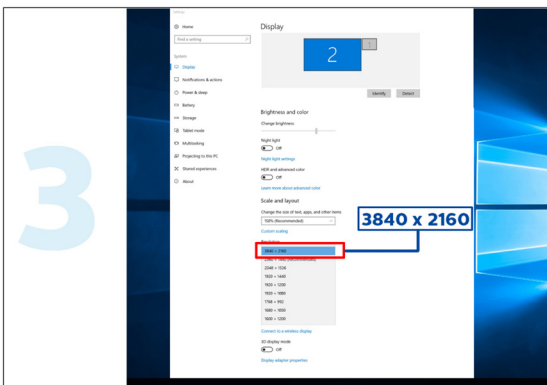 3
Home
Find a setting
System
Display
Notifications & actions
Power & sleep
Battery
Storage
Tablet mode
Multitasking
Projecting to this PC
Shared experiences
About
Display
2
1
Identify
Detect
Brightness and color
Change brightness
Night light
Off
Night light settings
HDR and advanced color
Off
Learn more about advanced color
Scale and layout
Change the size of text, apps, and other items
100% (Recommended)
Custom scaling
Resolution
3840 × 2160
3840 x 2160
2048 × 1536
1920 × 1440
1920 × 1200
1920 × 1080
1768 × 992
1680 × 1050
1600 × 1200
Connect to a wireless display
3D display mode
Off
Display adapter properties